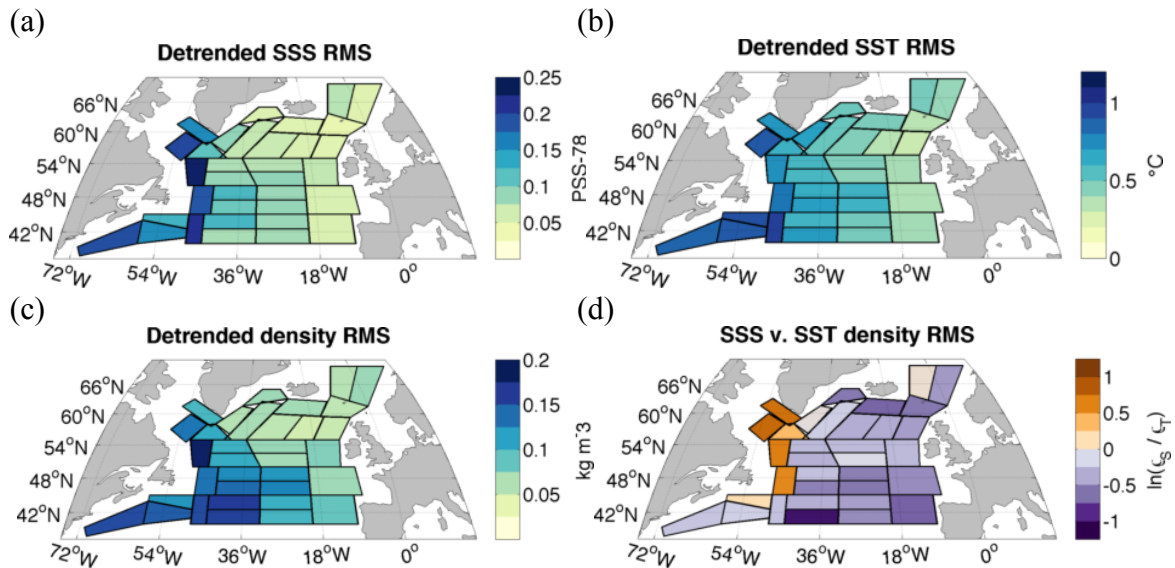 (a)
Detrended SSS RMS
66°N
60°N
54°N
48°N
42°N
72°W
54°W
36°W
18°W
0°
0.25
0.2
0.15
0.1
0.05
PSS-78
(b)
Detrended SST RMS
66°N
60°N
54°N
48°N
42°N
72°W
54°W
36°W
18°W
0°
1
0.5
0
°C
(c)
Detrended density RMS
66°N
60°N
54°N
48°N
42°N
72°W
54°W
36°W
18°W
0°
0.2
0.15
0.1
0.05
kg m⁻³
(d)
SSS v. SST density RMS
66°N
60°N
54°N
48°N
42°N
72°W
54°W
36°W
18°W
0°
1
0.5
0
-0.5
-1
ln(ϵS / ϵT)